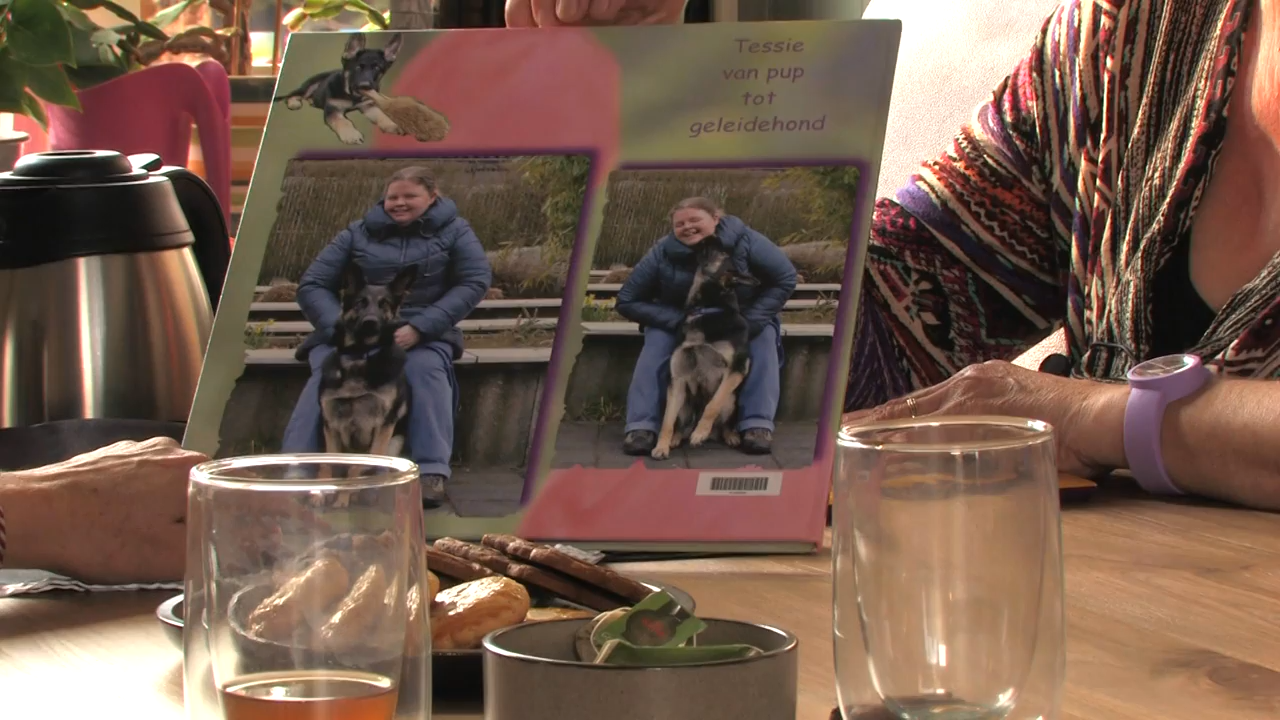 Tessie
van pup
tot
geleidehond